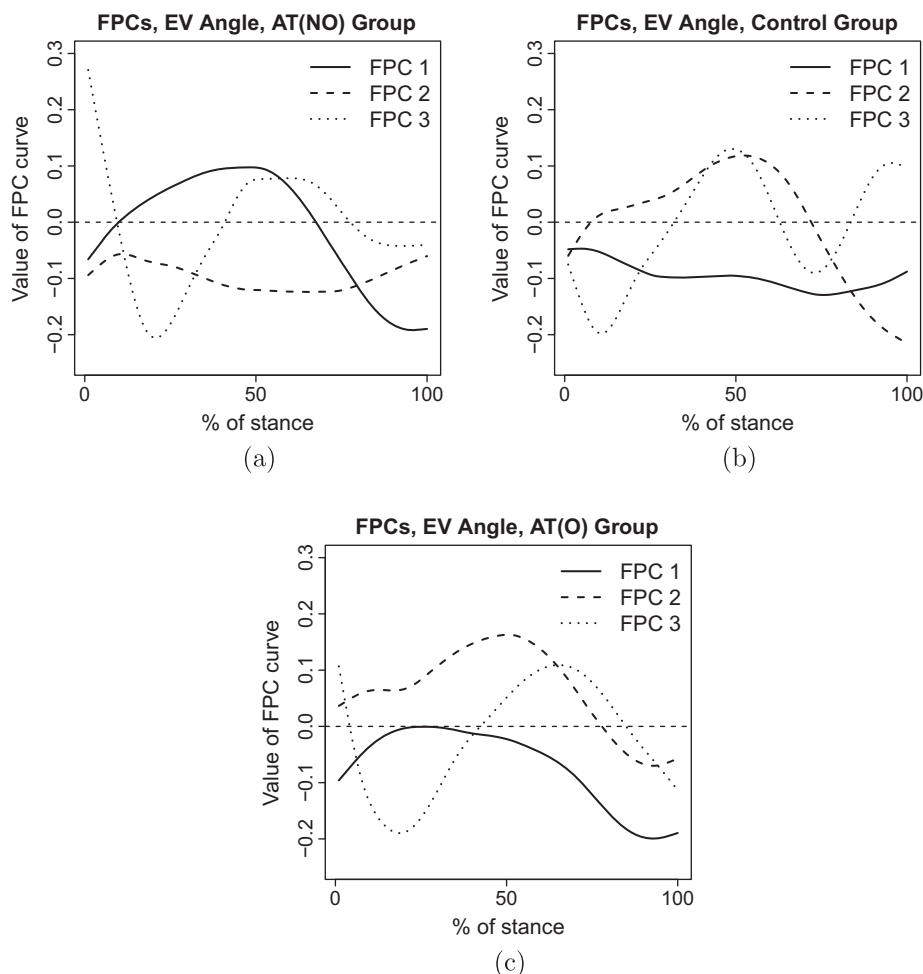 FPCs, EV Angle, AT(NO) Group
FPC 1
FPC 2
FPC 3
Value of FPC curve
0.3
0.2
0.1
0.0
−0.1
−0.2
0
50
100
% of stance
(a)
FPCs, EV Angle, Control Group
FPC 1
FPC 2
FPC 3
Value of FPC curve
0.3
0.2
0.1
0.0
−0.1
−0.2
0
50
100
% of stance
(b)
FPCs, EV Angle, AT(O) Group
FPC 1
FPC 2
FPC 3
Value of FPC curve
0.3
0.2
0.1
0.0
−0.1
−0.2
0
50
100
% of stance
(c)